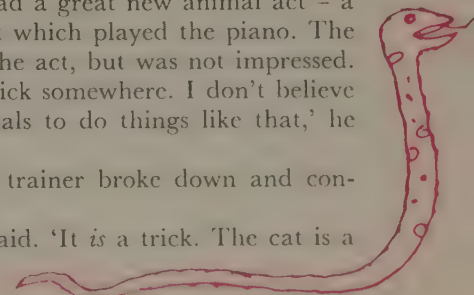 ad a great new animal act – a
which played the piano. The
he act, but was not impressed.
ick somewhere. I don't believe
als to do things like that,' he
trainer broke down and con-
aid. 'It is a trick. The cat is a